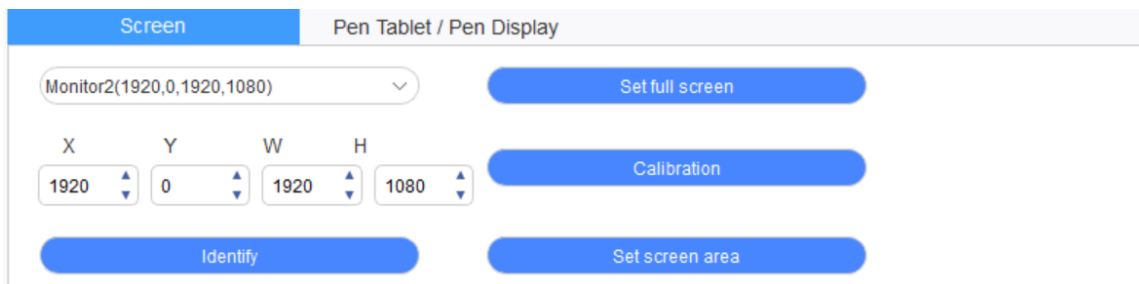 Screen Pen Tablet / Pen Display
Monitor2(1920,0,1920,1080) Set full screen
X Y W H
Calibration
1920 0 1920 1080
Identify Set screen area